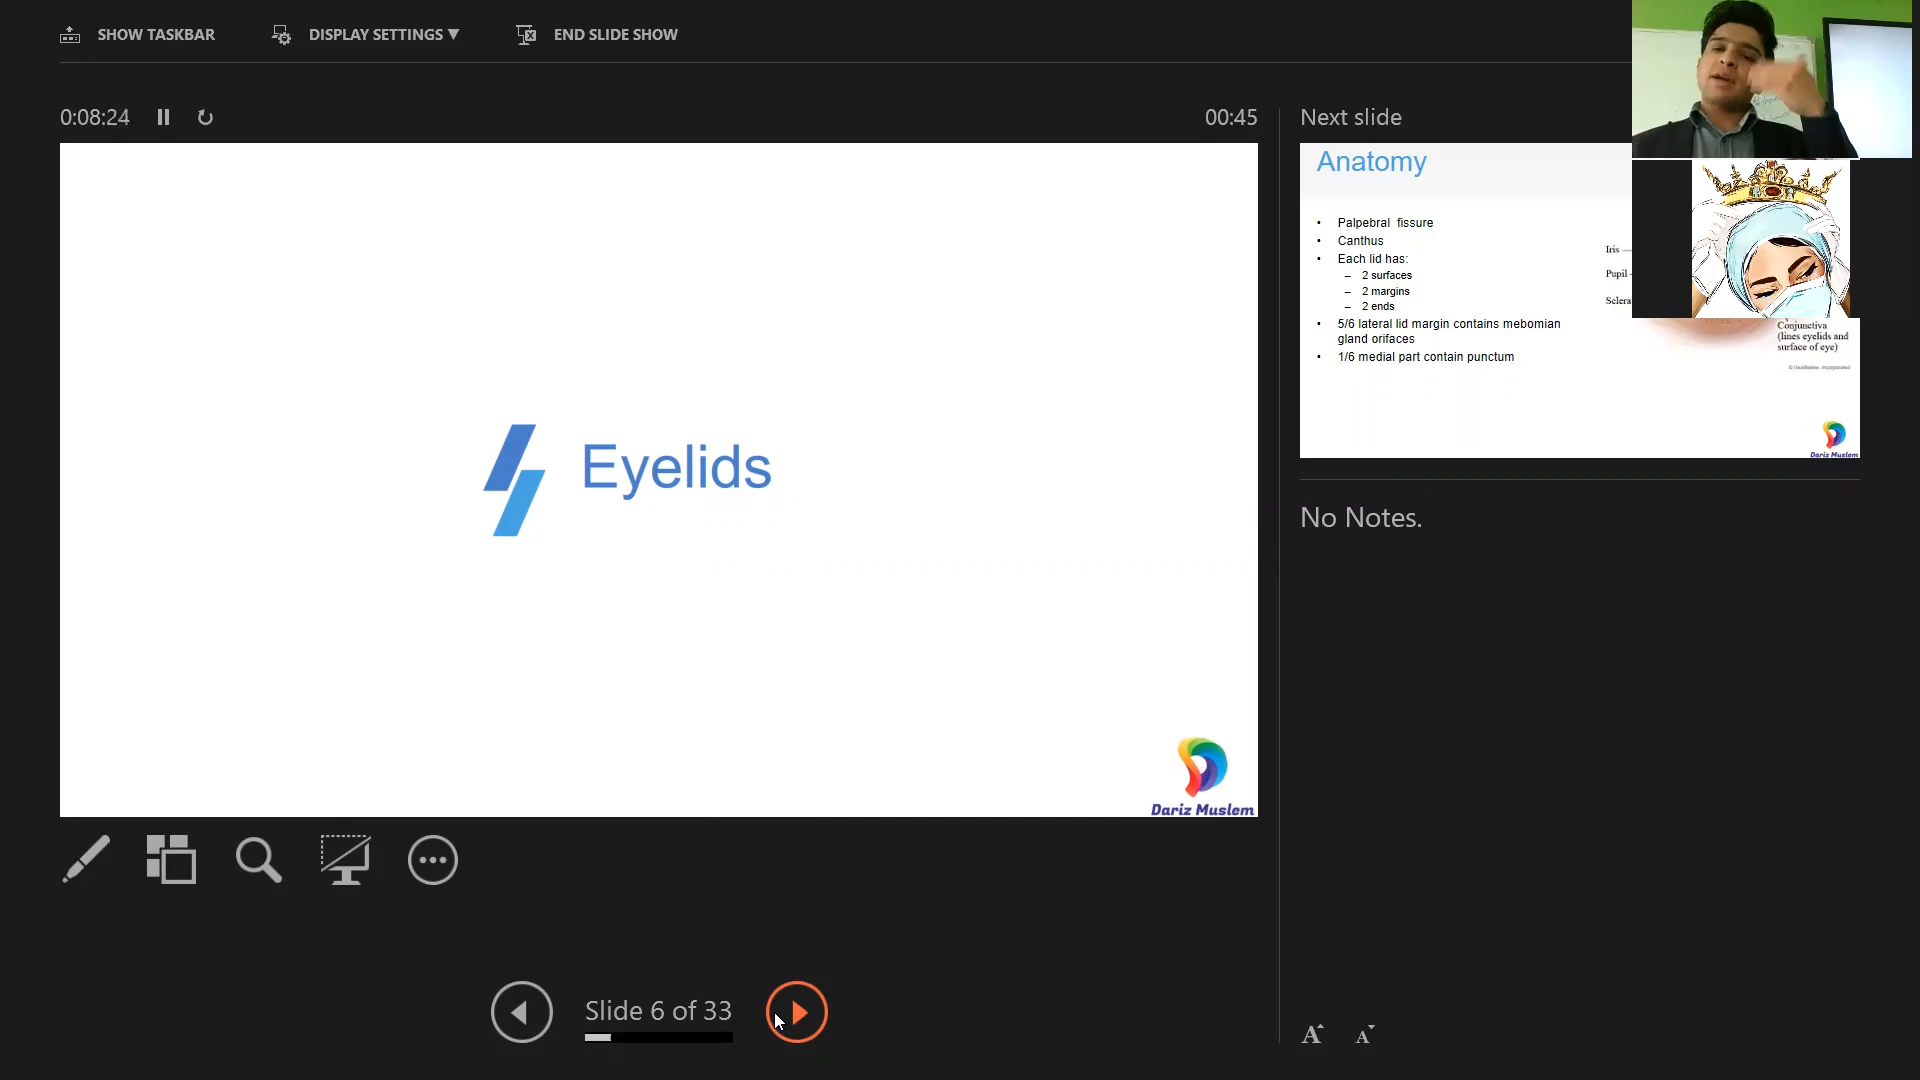 SHOW TASKBAR
DISPLAY SETTINGS ▼
END SLIDE SHOW
0:08:24
00:45
Eyelids
Dariz Muslem
Slide 6 of 33
Next slide
Anatomy
• Palpebral fissure
• Canthus
• Each lid has:
– 2 surfaces
– 2 margins
– 2 ends
• 5/6 lateral lid margin contains mebomian
gland orifaces
• 1/6 medial part contain punctum
Iris
Pupil
Sclera
Conjunctiva
(lines eyelids and
surface of eye)
© Healthwise, Incorporated
Dariz Muslem
No Notes.
A A